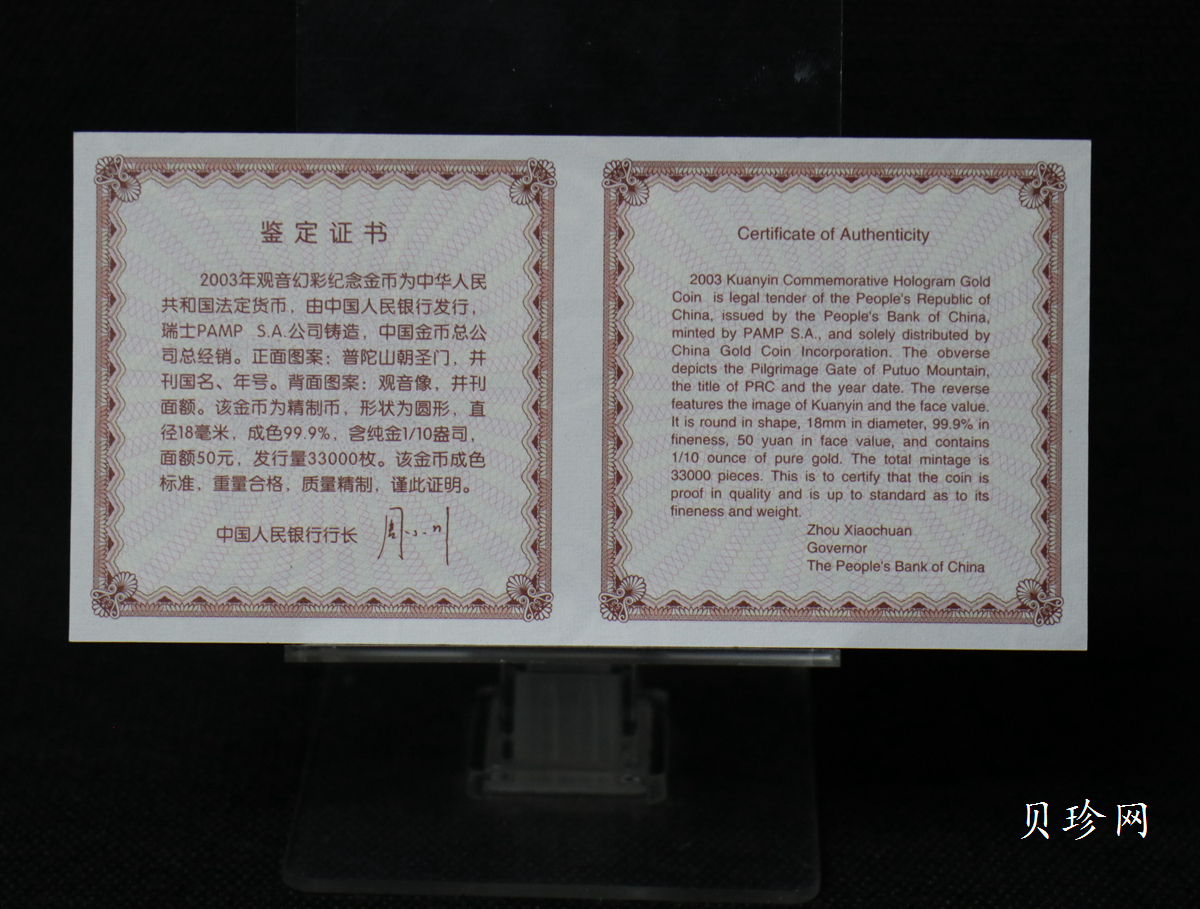 鉴定证书
2003年观音幻彩纪念金币为中华人民
共和国法定货币，由中国人民银行发行，
瑞士PAMP S.A.公司铸造，中国金币总公
司总经销。正面图案：普陀山朝圣门，并
刊国名、年号。背面图案：观音像，并刊
面额。该金币为精制币，形状为圆形，直
径18毫米，成色99.9%，含纯金1/10盎司，
面额50元，发行量33000枚。该金币成色
标准，重量合格，质量精制，谨此证明。
中国人民银行行长 周小川
Certificate of Authenticity
2003 Kuanyin Commemorative Hologram Gold
Coin is legal tender of the People's Republic of
China, issued by the People's Bank of China,
minted by PAMP S.A., and solely distributed by
China Gold Coin Incorporation. The obverse
depicts the Pilgrimage Gate of Putuo Mountain,
the title of PRC and the year date. The reverse
features the image of Kuanyin and the face value.
It is round in shape, 18mm in diameter, 99.9% in
fineness, 50 yuan in face value, and contains
1/10 ounce of pure gold. The total mintage is
33000 pieces. This is to certify that the coin is
proof in quality and is up to standard as to its
fineness and weight.
Zhou Xiaochuan
Governor
The People's Bank of China
贝珍网